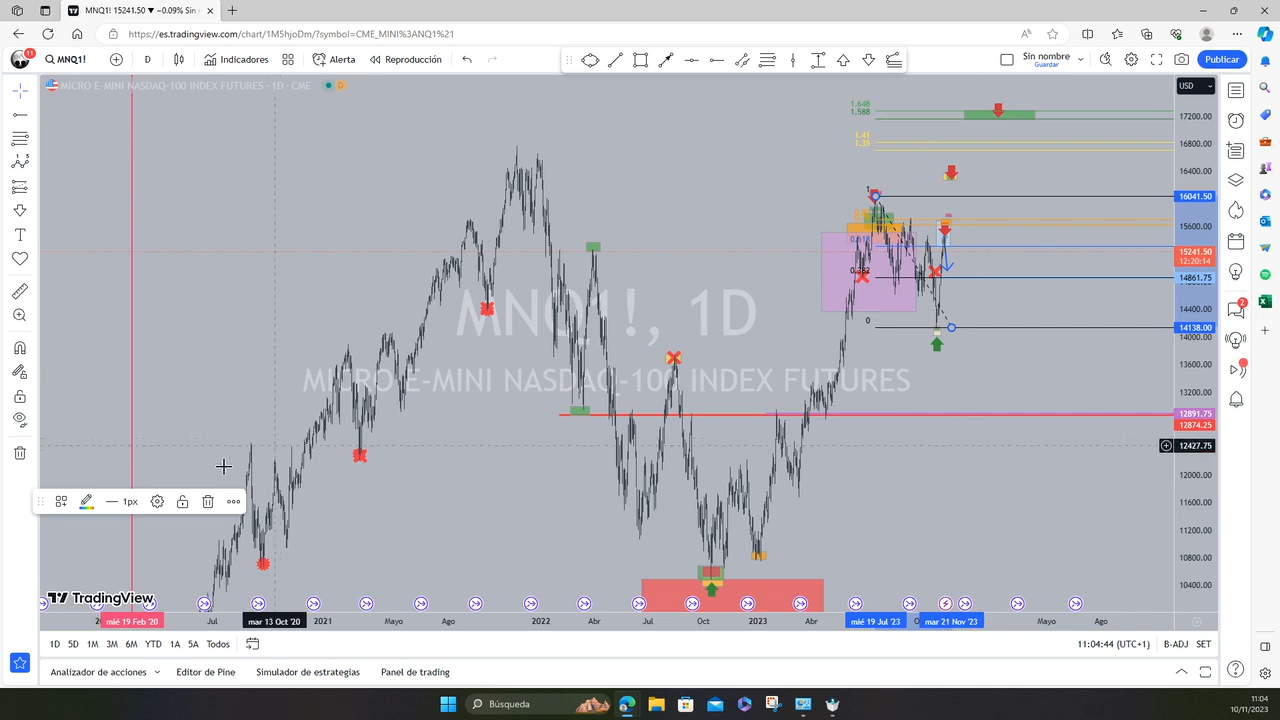 MNQ1! 15241.50 ▼ −0.09% Sin
https://es.tradingview.com/chart/1M5hjoDm/?symbol=CME_MINI%3AMNQ1%21
11
MNQ1!
D
Indicadores
Alerta
Reproducción
Sin nombre
Guardar
Publicar
MICRO E-MINI NASDAQ-100 INDEX FUTURES · 1D · CME
D
USD
1.648
1.588
1.41
1.35
1
0.618
0.382
0
17200.00
16800.00
16400.00
16041.50
15600.00
15241.50
12:20:14
14861.75
14400.00
14138.00
14000.00
13600.00
13200.00
12891.75
12874.25
12427.75
12000.00
11600.00
11200.00
10800.00
10400.00
MNQ1!, 1D
MICRO E-MINI NASDAQ-100 INDEX FUTURES
1px
TradingView
mié 19 Feb '20
Jul
mar 13 Oct '20
2021
Mayo
Ago
2022
Abr
Jul
Oct
2023
Abr
mié 19 Jul '23
mar 21 Nov '23
Mayo
Ago
1D
5D
1M
3M
6M
YTD
1A
5A
Todos
11:04:44 (UTC+1)
B-ADJ
SET
Analizador de acciones
Editor de Pine
Simulador de estrategias
Panel de trading
2
Búsqueda
11:04
10/11/2023